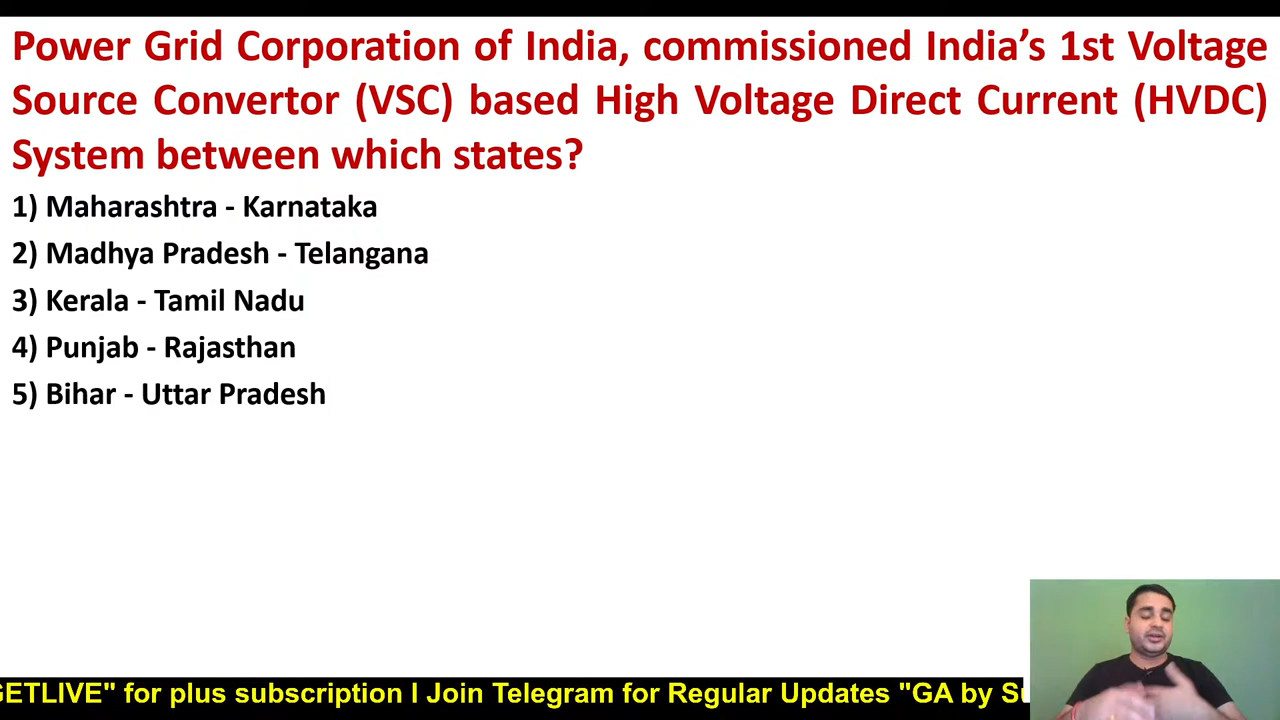 Power Grid Corporation of India, commissioned India’s 1st Voltage
Source Convertor (VSC) based High Voltage Direct Current (HVDC)
System between which states?
1) Maharashtra - Karnataka
2) Madhya Pradesh - Telangana
3) Kerala - Tamil Nadu
4) Punjab - Rajasthan
5) Bihar - Uttar Pradesh
GETLIVE" for plus subscription I Join Telegram for Regular Updates "GA by